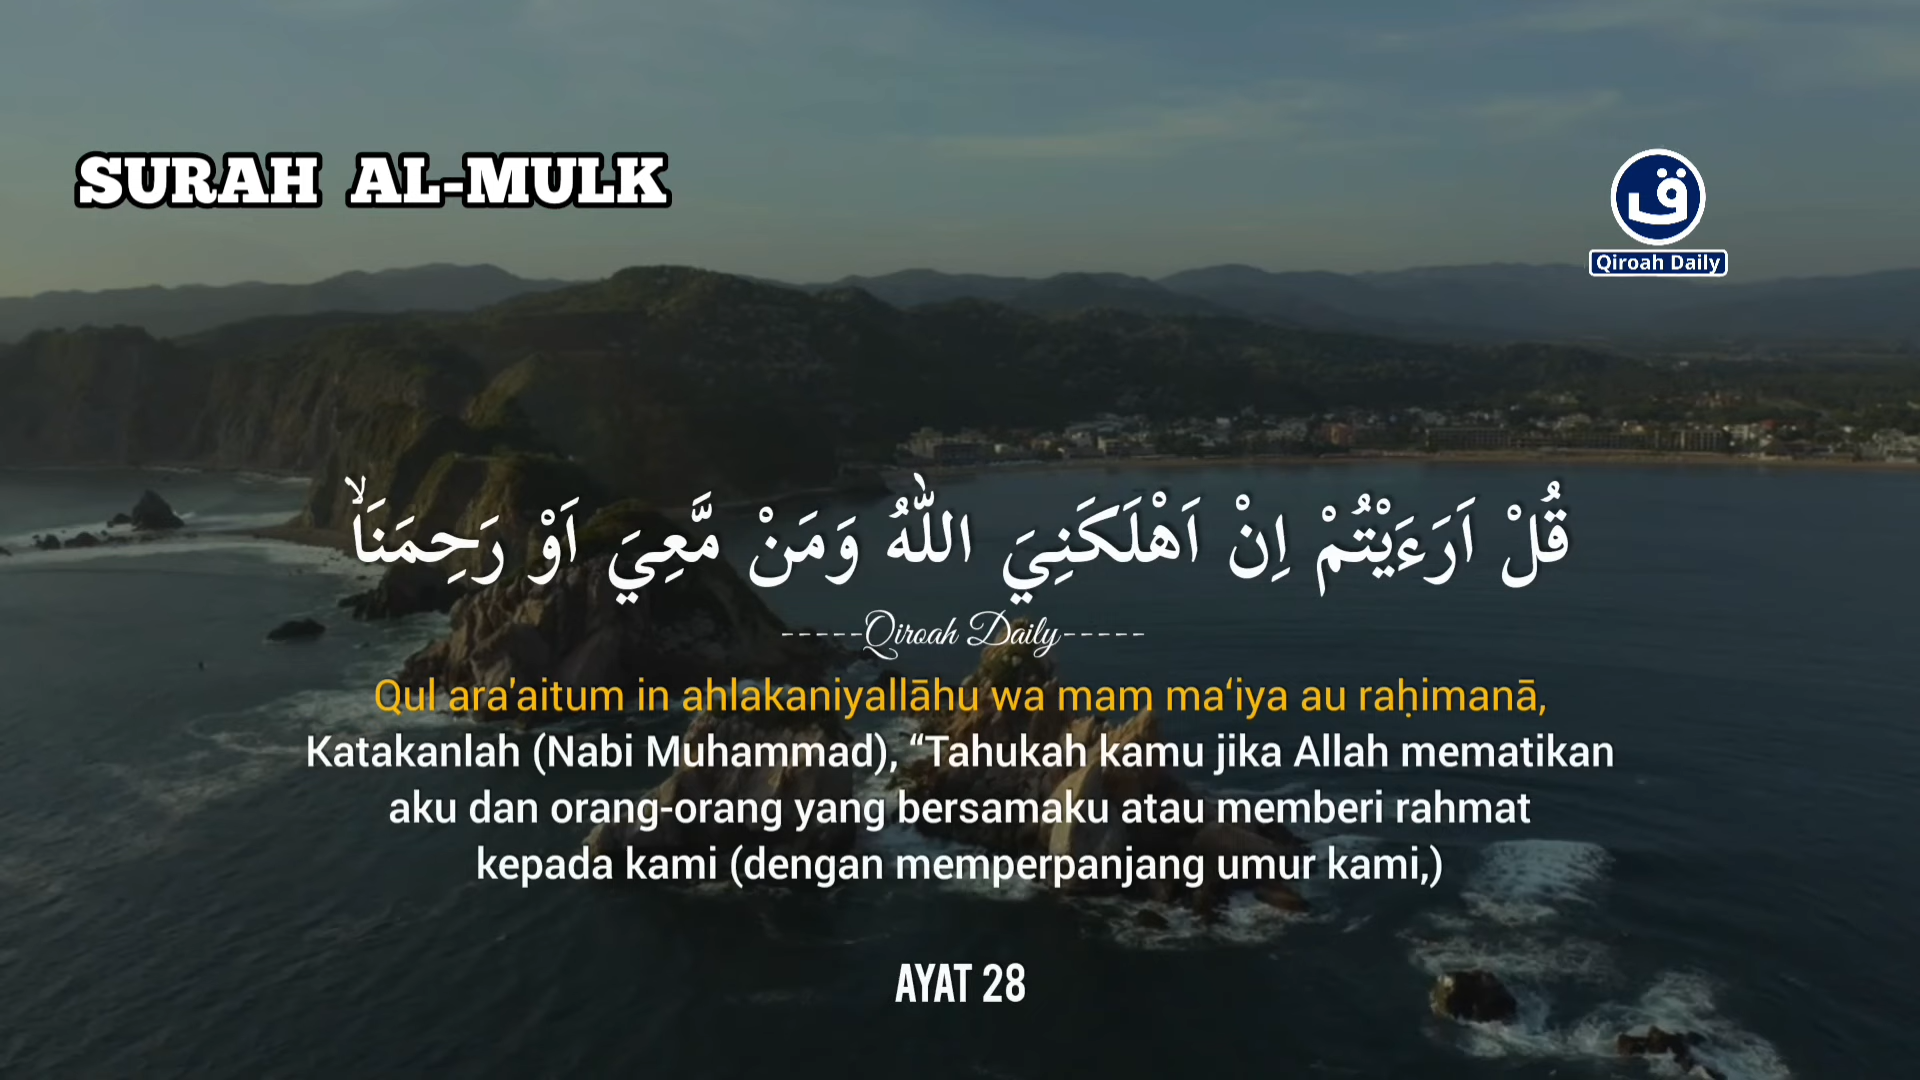 SURAH AL-MULK
ق
Qiroah Daily
قُلْ اَرَءَيْتُمْ اِنْ اَهْلَكَنِيَ اللّٰهُ وَمَنْ مَّعِيَ اَوْ رَحِمَنَاۙ
-----Qiroah Daily-----
Qul ara'aitum in ahlakaniyallāhu wa mam ma‘iya au raḥimanā,
Katakanlah (Nabi Muhammad), “Tahukah kamu jika Allah mematikan
aku dan orang-orang yang bersamaku atau memberi rahmat
kepada kami (dengan memperpanjang umur kami,)
AYAT 28